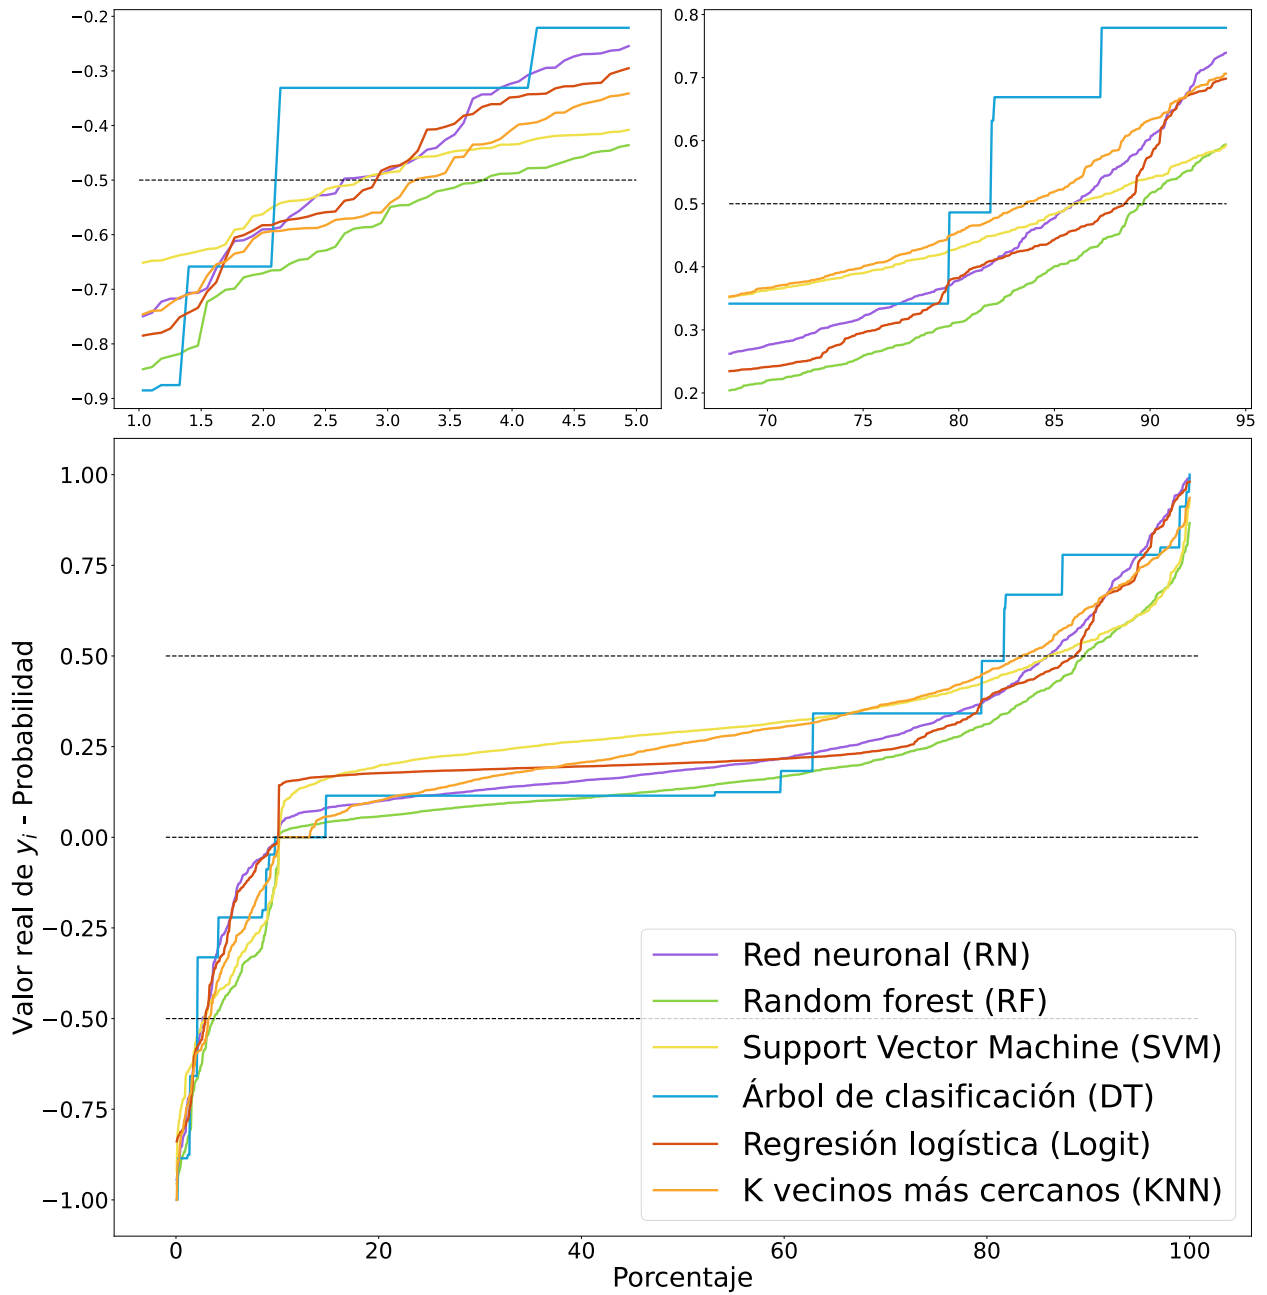 −0.2
−0.3
−0.4
−0.5
−0.6
−0.7
−0.8
−0.9
1.0 1.5 2.0 2.5 3.0 3.5 4.0 4.5 5.0
0.8
0.7
0.6
0.5
0.4
0.3
0.2
70 75 80 85 90 95
1.00
0.75
0.50
0.25
0.00
−0.25
−0.50
−0.75
−1.00
Valor real de y_i - Probabilidad
Red neuronal (RN)
Random forest (RF)
Support Vector Machine (SVM)
Árbol de clasificación (DT)
Regresión logística (Logit)
K vecinos más cercanos (KNN)
0 20 40 60 80 100
Porcentaje